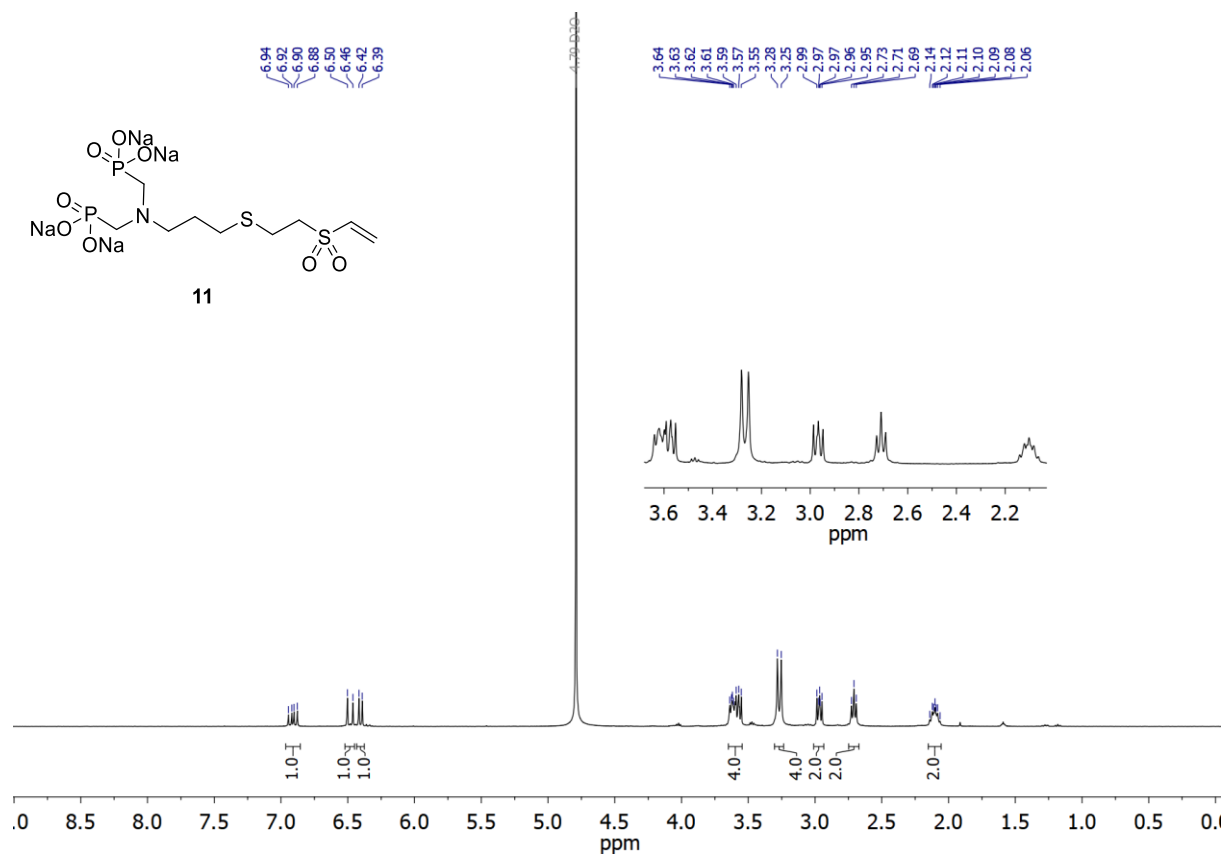 6.94 6.92 6.90 6.88 6.50 6.46 6.42 6.39
4.79 D2O
3.64 3.63 3.62 3.61 3.59 3.57 3.55 3.28 3.25 2.99 2.97 2.97 2.96 2.95 2.73 2.71 2.69 2.14 2.12 2.11 2.10 2.09 2.08 2.06
ONa
O P ONa
O P N S S
NaO ONa O O
11
3.6 3.4 3.2 3.0 2.8 2.6 2.4 2.2
ppm
1.0 1.0 1.0 4.0 4.0 2.0 2.0 2.0
.0 8.5 8.0 7.5 7.0 6.5 6.0 5.5 5.0 4.5 4.0 3.5 3.0 2.5 2.0 1.5 1.0 0.5 0.0
ppm